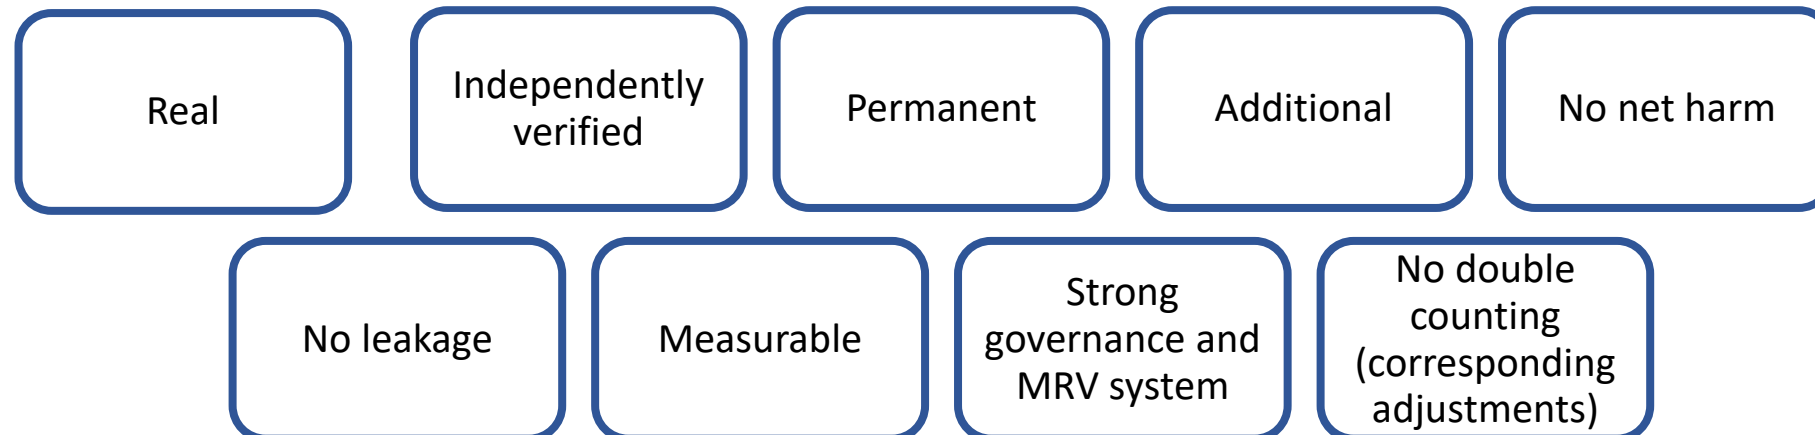 Real
Independently
verified
Permanent
Additional
No net harm
No leakage
Measurable
Strong
governance and
MRV system
No double
counting
(corresponding
adjustments)